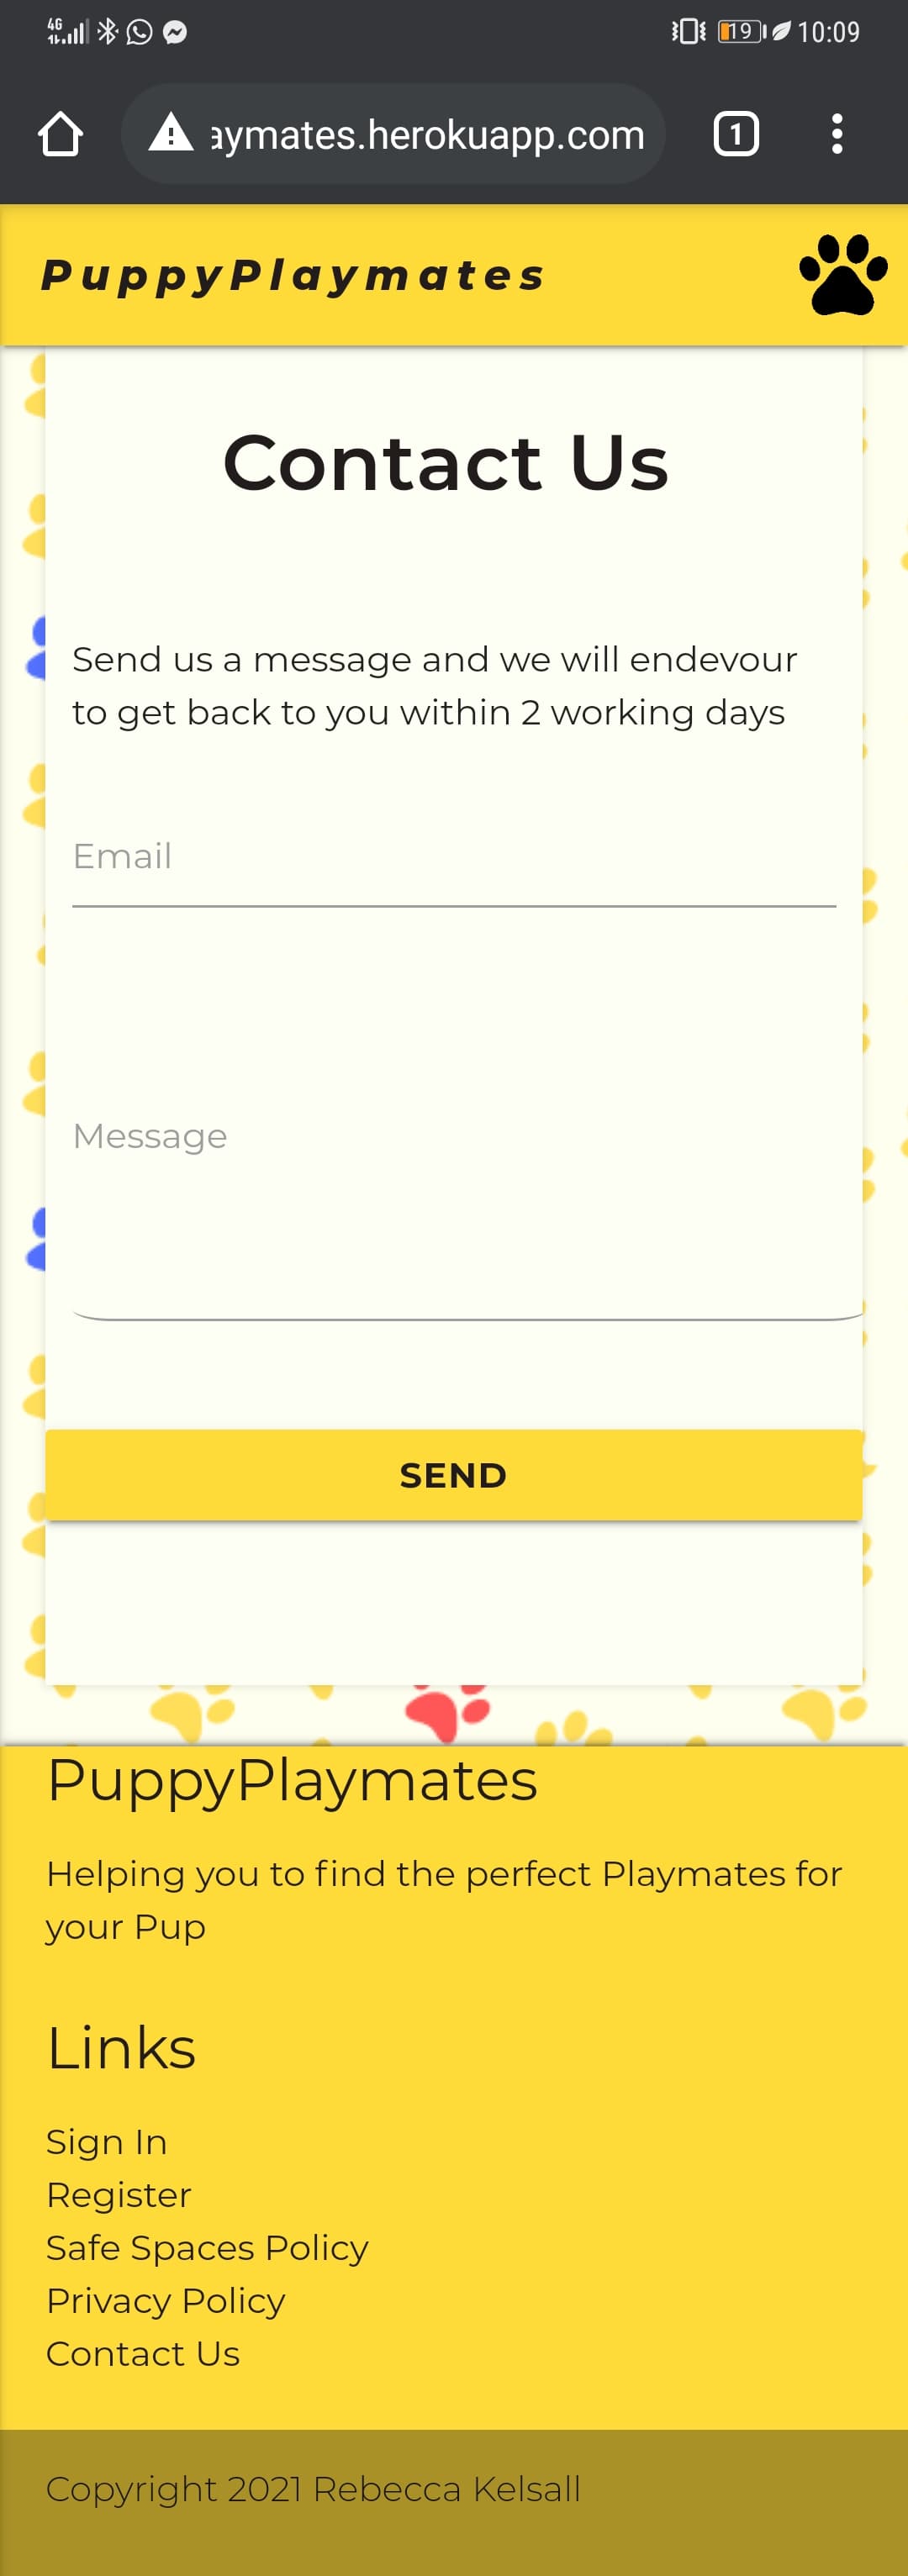 4G 19 10:09
aymates.herokuapp.com 1
PuppyPlaymates
Contact Us
Send us a message and we will endevour
to get back to you within 2 working days
Email
Message
SEND
PuppyPlaymates
Helping you to find the perfect Playmates for
your Pup
Links
Sign In
Register
Safe Spaces Policy
Privacy Policy
Contact Us
Copyright 2021 Rebecca Kelsall